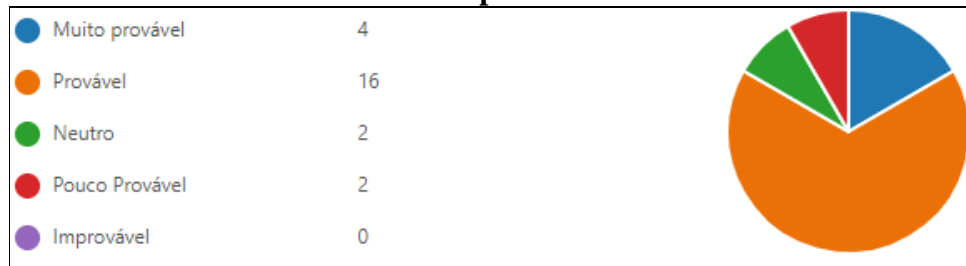 Muito provável 4
Provável 16
Neutro 2
Pouco Provável 2
Improvável 0